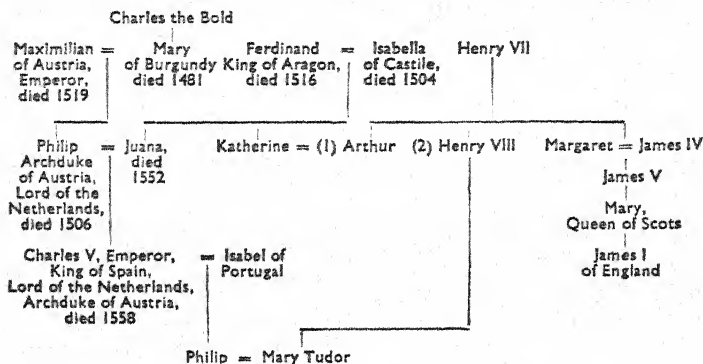 Charles the Bold
Maximilian = Mary Ferdinand = Isabella Henry VII
of Austria, of Burgundy King of Aragon, of Castile,
Emperor, died 1481 died 1516 died 1504
died 1519
Philip = Juana, Katherine = (1) Arthur (2) Henry VIII Margaret = James IV
Archduke died
of Austria, 1552 James V
Lord of the
Netherlands, Mary,
died 1506 Queen of Scots
Charles V, Emperor, = Isabel of James I
King of Spain, Portugal of England
Lord of the Netherlands,
Archduke of Austria,
died 1558
Philip = Mary Tudor